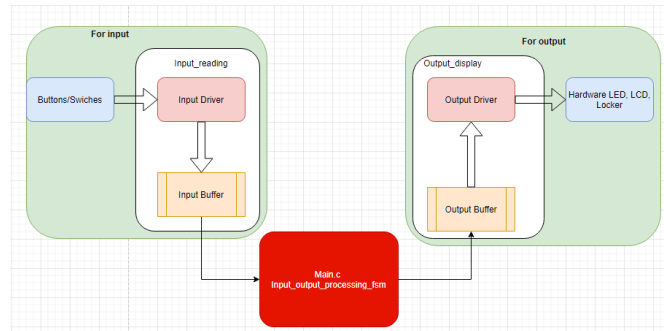 For input
Input_reading
Buttons/Swiches
Input Driver
Input Buffer
For output
Output_display
Output Driver
Hardware LED, LCD,
Locker
Output Buffer
Main.c
Input_output_processing_fsm